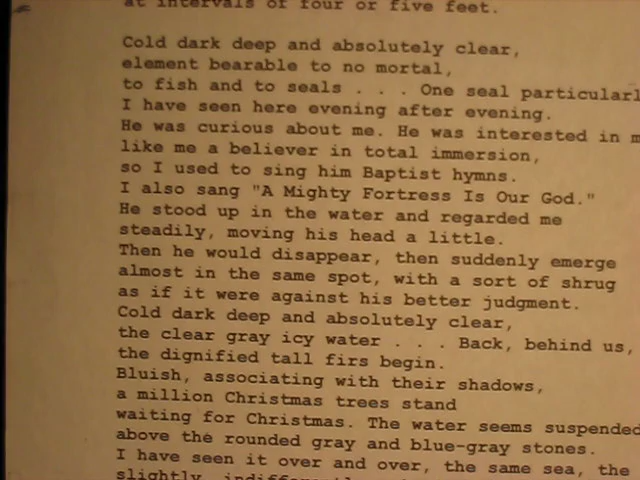 at intervals of four or five feet.
Cold dark deep and absolutely clear,
element bearable to no mortal,
to fish and to seals . . . One seal particularl
I have seen here evening after evening.
He was curious about me. He was interested in m
like me a believer in total immersion,
so I used to sing him Baptist hymns.
I also sang "A Mighty Fortress Is Our God."
He stood up in the water and regarded me
steadily, moving his head a little.
Then he would disappear, then suddenly emerge
almost in the same spot, with a sort of shrug
as if it were against his better judgment.
Cold dark deep and absolutely clear,
the clear gray icy water . . . Back, behind us,
the dignified tall firs begin.
Bluish, associating with their shadows,
a million Christmas trees stand
waiting for Christmas. The water seems suspended
above the rounded gray and blue-gray stones.
I have seen it over and over, the same sea, the
slightly, indifferently